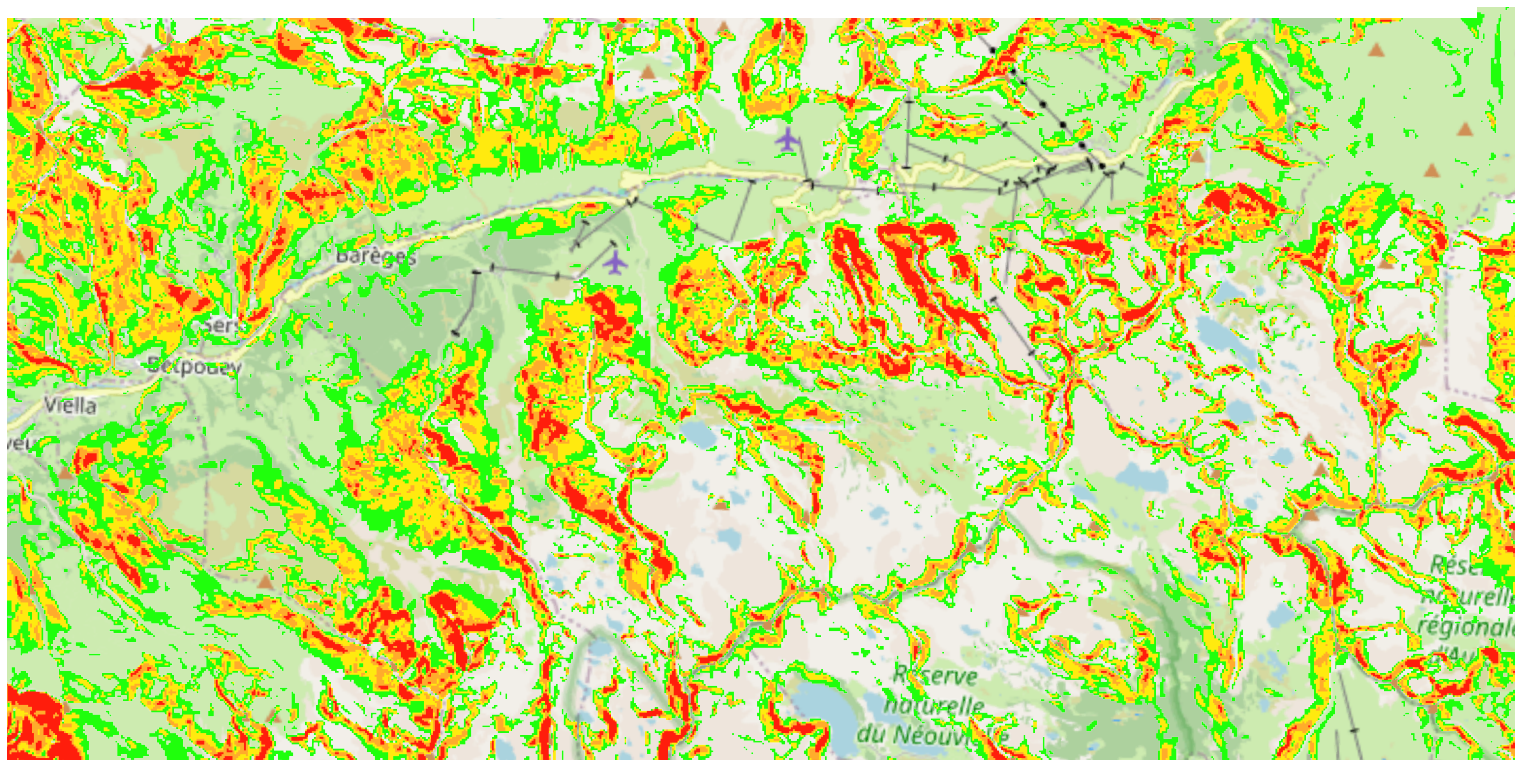 Barèges
Sers
Betpouey
Viella
Réserve
naturelle
régionale
Réserve
naturelle
du Néouvielle